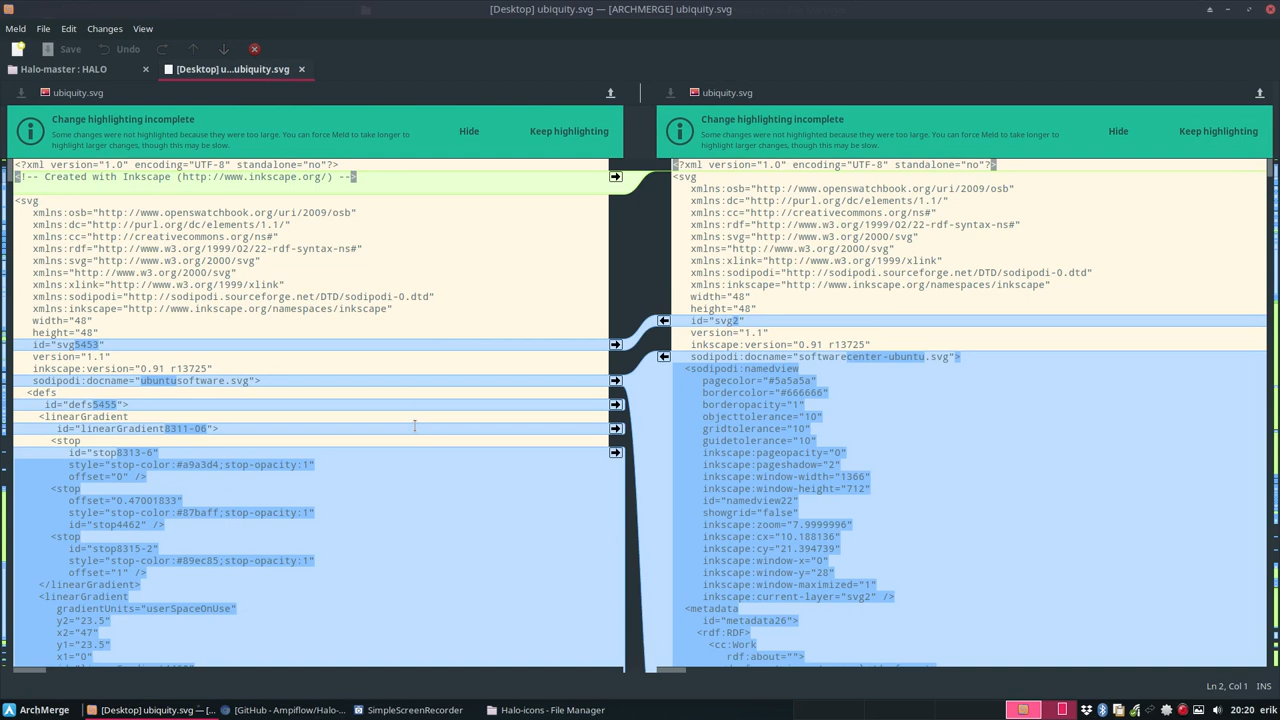 [Desktop] ubiquity.svg — [ARCHMERGE] ubiquity.svg
Meld File Edit Changes View
Save Undo
Halo-master : HALO × [Desktop] u...ubiquity.svg ×
ubiquity.svg
Change highlighting incomplete
Some changes were not highlighted because they were too large. You can force Meld to take longer to
highlight larger changes, though this may be slow.
Hide Keep highlighting
<?xml version="1.0" encoding="UTF-8" standalone="no"?>
<!-- Created with Inkscape (http://www.inkscape.org/) -->
<svg
xmlns:osb="http://www.openswatchbook.org/uri/2009/osb"
xmlns:dc="http://purl.org/dc/elements/1.1/"
xmlns:cc="http://creativecommons.org/ns#"
xmlns:rdf="http://www.w3.org/1999/02/22-rdf-syntax-ns#"
xmlns:svg="http://www.w3.org/2000/svg"
xmlns="http://www.w3.org/2000/svg"
xmlns:xlink="http://www.w3.org/1999/xlink"
xmlns:sodipodi="http://sodipodi.sourceforge.net/DTD/sodipodi-0.dtd"
xmlns:inkscape="http://www.inkscape.org/namespaces/inkscape"
width="48"
height="48"
id="svg5453"
version="1.1"
inkscape:version="0.91 r13725"
sodipodi:docname="ubuntusoftware.svg">
<defs
id="defs5455">
<linearGradient
id="linearGradient8311-06">
<stop
id="stop8313-6"
style="stop-color:#a9a3d4;stop-opacity:1"
offset="0" />
<stop
offset="0.47001833"
style="stop-color:#87baff;stop-opacity:1"
id="stop4462" />
<stop
id="stop8315-2"
style="stop-color:#89ec85;stop-opacity:1"
offset="1" />
</linearGradient>
<linearGradient
gradientUnits="userSpaceOnUse"
y2="23.5"
x2="47"
y1="23.5"
x1="0"
ubiquity.svg
Change highlighting incomplete
Some changes were not highlighted because they were too large. You can force Meld to take longer to
highlight larger changes, though this may be slow.
Hide Keep highlighting
<?xml version="1.0" encoding="UTF-8" standalone="no"?>
<svg
xmlns:osb="http://www.openswatchbook.org/uri/2009/osb"
xmlns:dc="http://purl.org/dc/elements/1.1/"
xmlns:cc="http://creativecommons.org/ns#"
xmlns:rdf="http://www.w3.org/1999/02/22-rdf-syntax-ns#"
xmlns:svg="http://www.w3.org/2000/svg"
xmlns="http://www.w3.org/2000/svg"
xmlns:xlink="http://www.w3.org/1999/xlink"
xmlns:sodipodi="http://sodipodi.sourceforge.net/DTD/sodipodi-0.dtd"
xmlns:inkscape="http://www.inkscape.org/namespaces/inkscape"
width="48"
height="48"
id="svg2"
version="1.1"
inkscape:version="0.91 r13725"
sodipodi:docname="softwarecenter-ubuntu.svg">
<sodipodi:namedview
pagecolor="#5a5a5a"
bordercolor="#666666"
borderopacity="1"
objecttolerance="10"
gridtolerance="10"
guidetolerance="10"
inkscape:pageopacity="0"
inkscape:pageshadow="2"
inkscape:window-width="1366"
inkscape:window-height="712"
id="namedview22"
showgrid="false"
inkscape:zoom="7.9999996"
inkscape:cx="10.188136"
inkscape:cy="21.394739"
inkscape:window-x="0"
inkscape:window-y="28"
inkscape:window-maximized="1"
inkscape:current-layer="svg2" />
<metadata
id="metadata26">
<rdf:RDF>
<cc:Work
rdf:about="">
Ln 2, Col 1 INS
ArchMerge [Desktop] ubiquity.svg — [... [GitHub - Ampiflow/Halo-... SimpleScreenRecorder Halo-icons - File Manager 20:20 erik